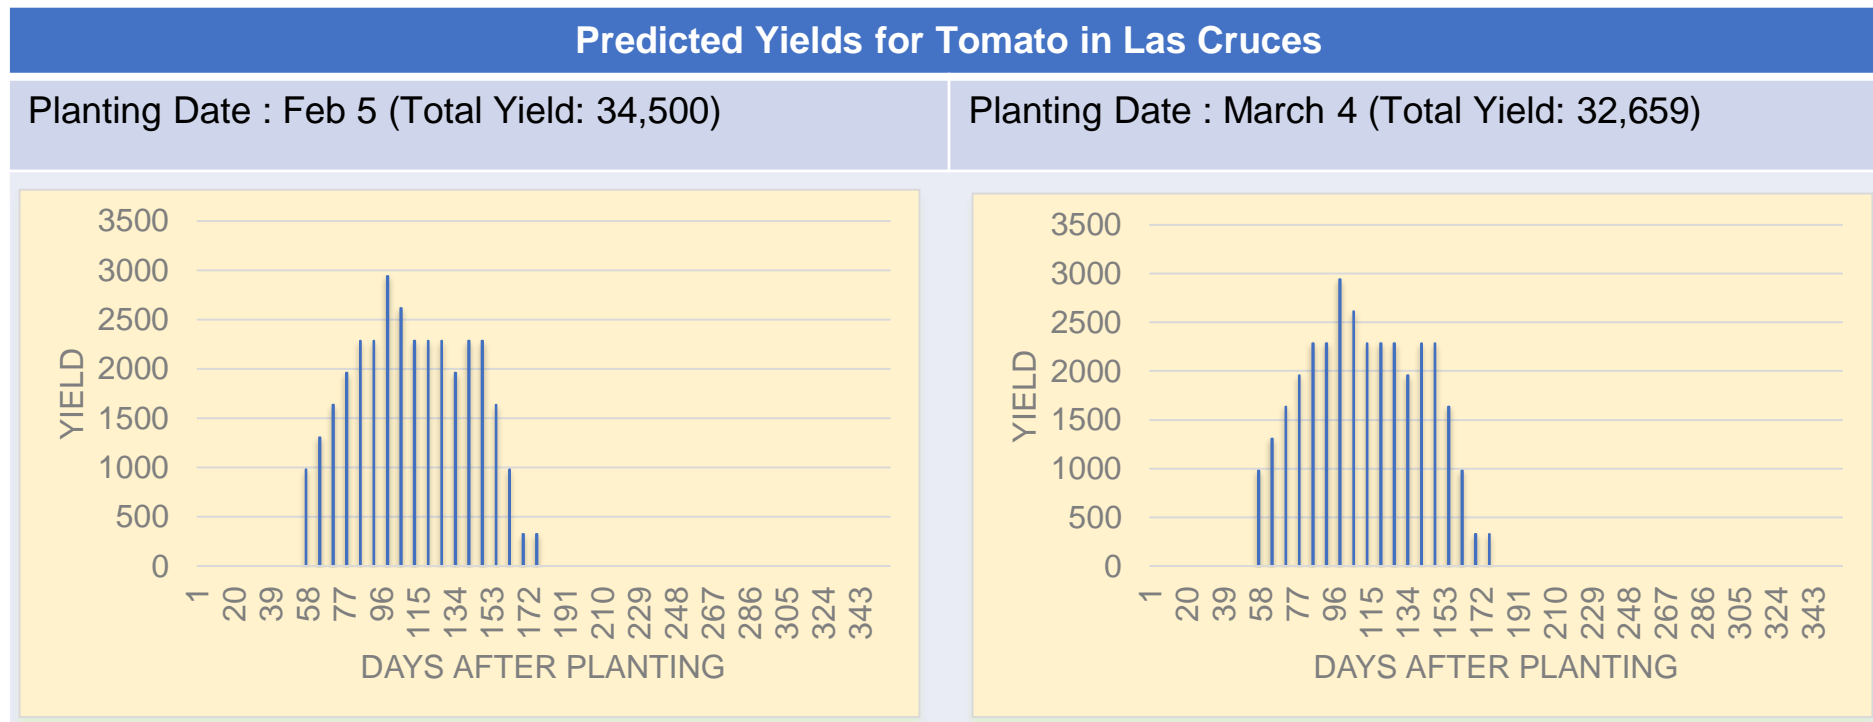 Predicted Yields for Tomato in Las Cruces
Planting Date : Feb 5 (Total Yield: 34,500)
Planting Date : March 4 (Total Yield: 32,659)
3500
3000
2500
2000
1500
1000
500
0
YIELD
1 20 39 58 77 96 115 134 153 172 191 210 229 248 267 286 305 324 343
DAYS AFTER PLANTING
3500
3000
2500
2000
1500
1000
500
0
YIELD
1 20 39 58 77 96 115 134 153 172 191 210 229 248 267 286 305 324 343
DAYS AFTER PLANTING